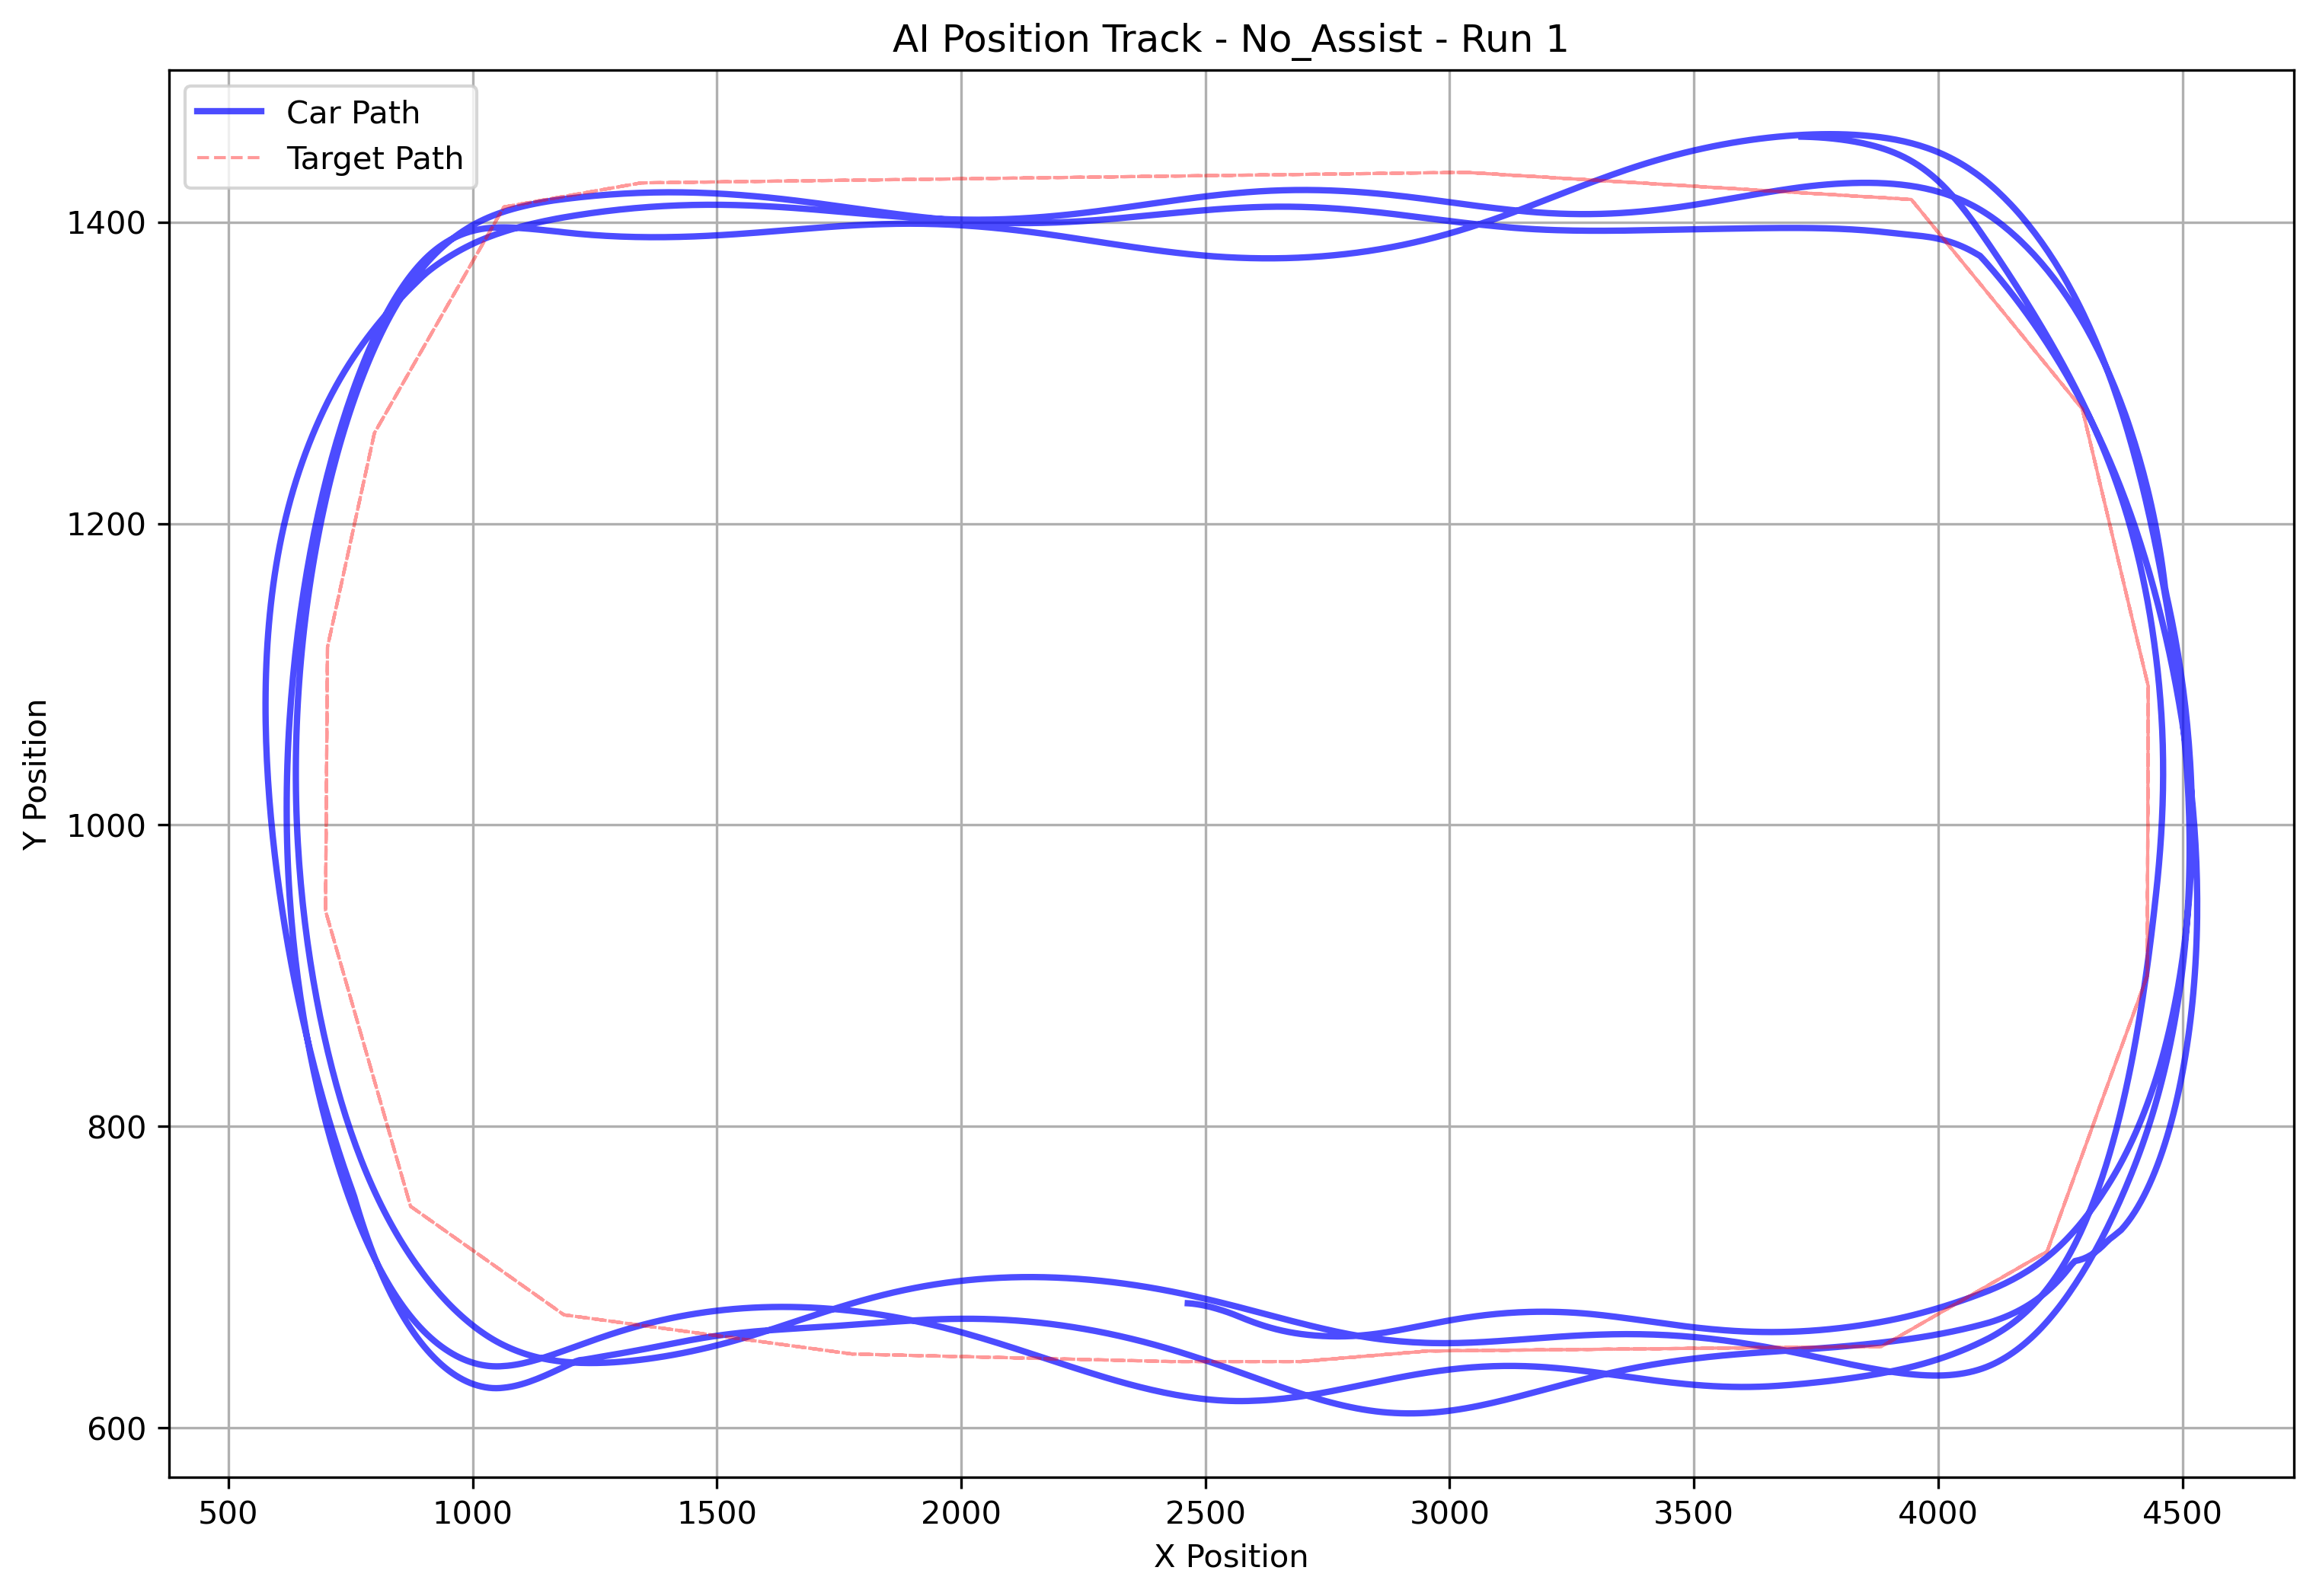 AI Position Track - No_Assist - Run 1
Car Path
Target Path
1400
1200
1000
800
600
Y Position
500 1000 1500 2000 2500 3000 3500 4000 4500
X Position